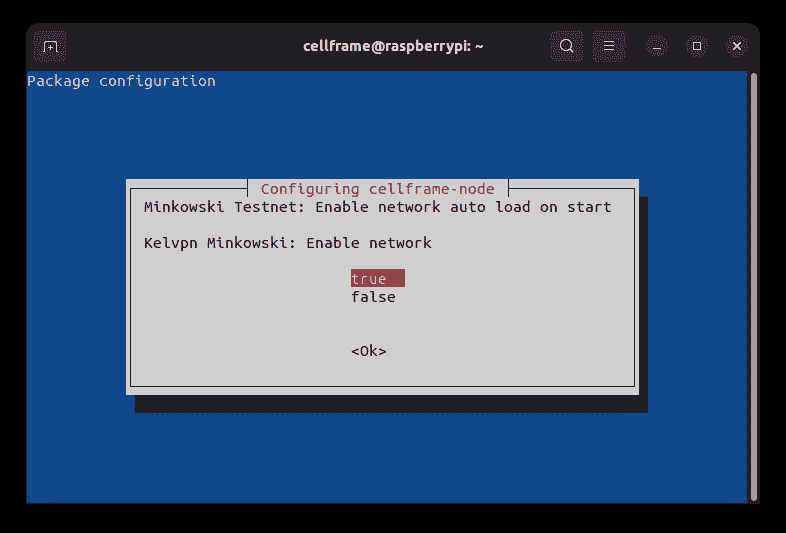 cellframe@raspberrypi: ~
Package configuration
Configuring cellframe-node
Minkowski Testnet: Enable network auto load on start
Kelvpn Minkowski: Enable network
true
false
<Ok>